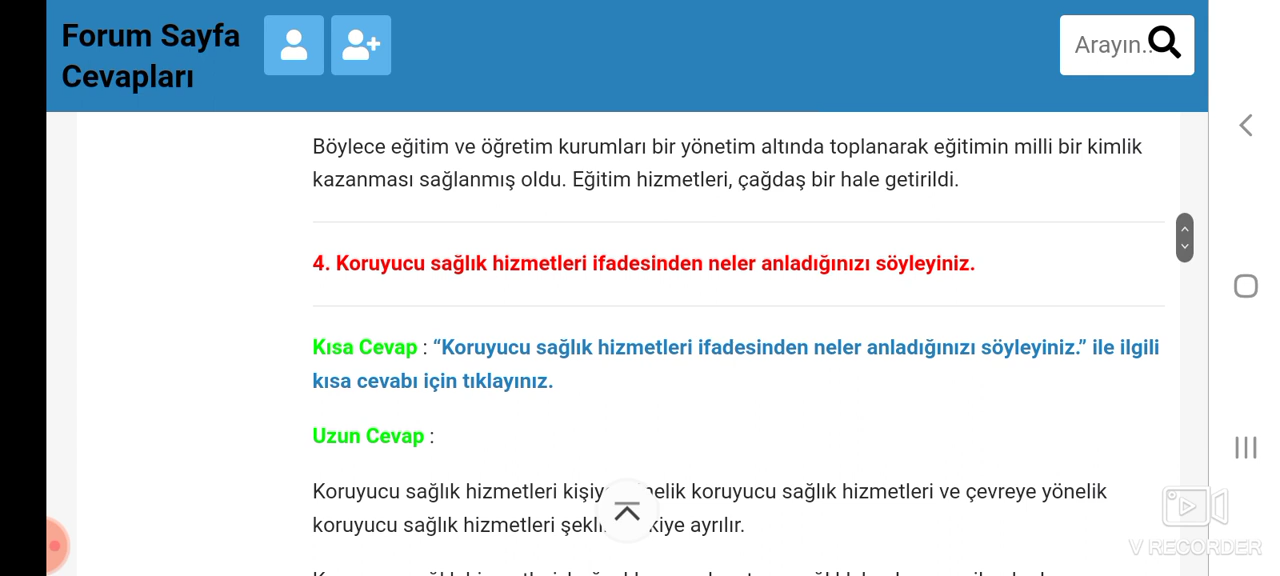 Forum Sayfa
Cevapları
Arayın..
Böylece eğitim ve öğretim kurumları bir yönetim altında toplanarak eğitimin milli bir kimlik
kazanması sağlanmış oldu. Eğitim hizmetleri, çağdaş bir hale getirildi.
4. Koruyucu sağlık hizmetleri ifadesinden neler anladığınızı söyleyiniz.
Kısa Cevap : “Koruyucu sağlık hizmetleri ifadesinden neler anladığınızı söyleyiniz.” ile ilgili
kısa cevabı için tıklayınız.
Uzun Cevap :
Koruyucu sağlık hizmetleri koruyucu sağlık hizmetleri ve çevreye yönelik
koruyucu sağlık hizmetleri ayrılır.
V RECORDER